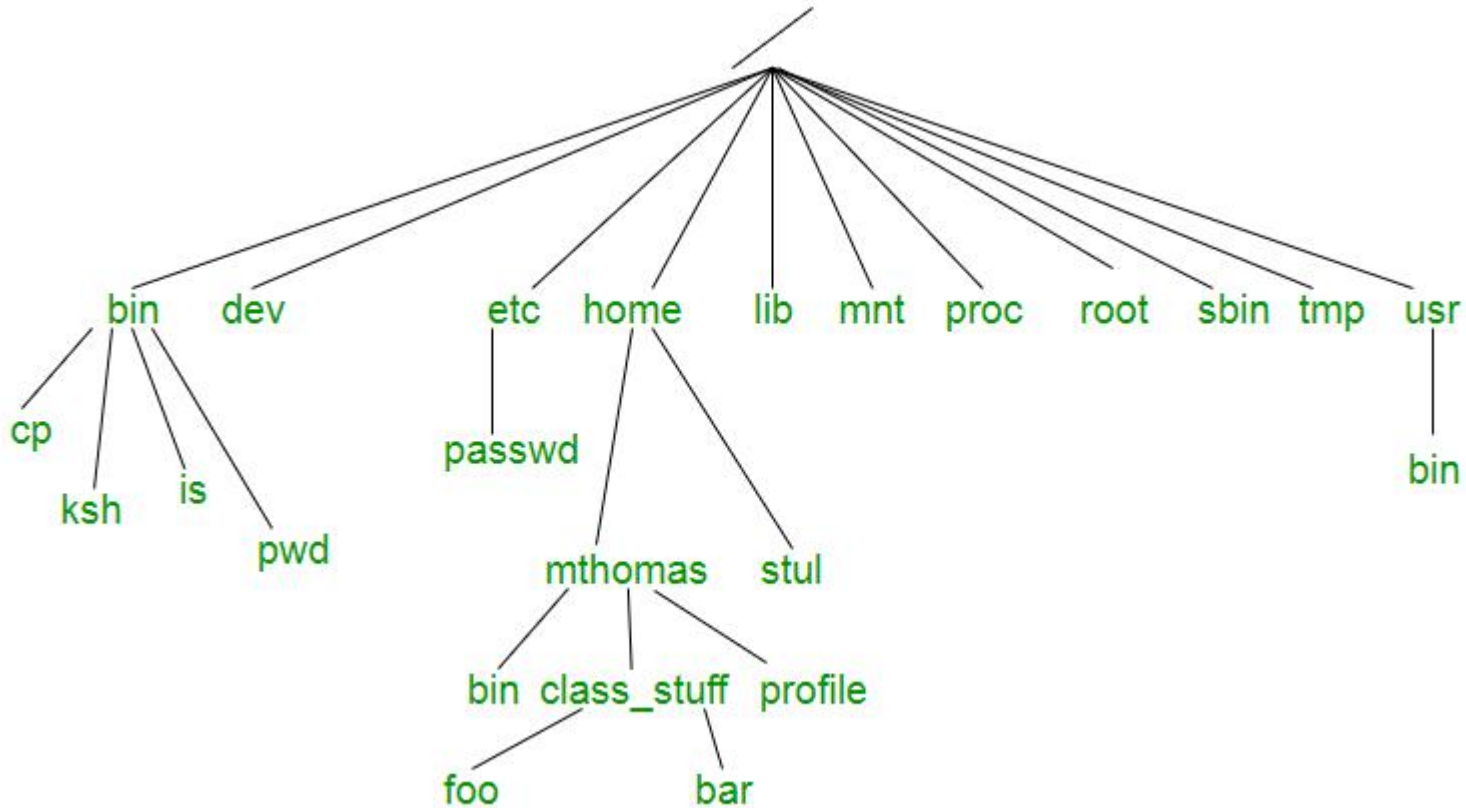 bin dev etc home lib mnt proc root sbin tmp usr
cp
passwd
bin
ksh
is
pwd
mthomas stul
bin class_stuff profile
foo bar